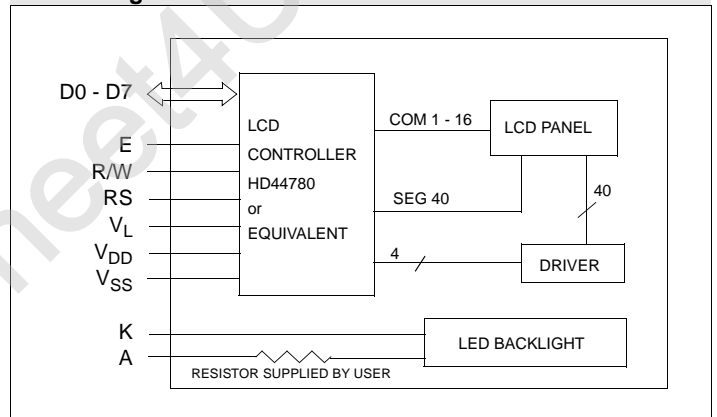 D0 - D7
E
R/W
RS
VL
VDD
VSS
K
A
LCD
CONTROLLER
HD44780
or
EQUIVALENT
COM 1 - 16
SEG 40
4
LCD PANEL
40
DRIVER
LED BACKLIGHT
RESISTOR SUPPLIED BY USER